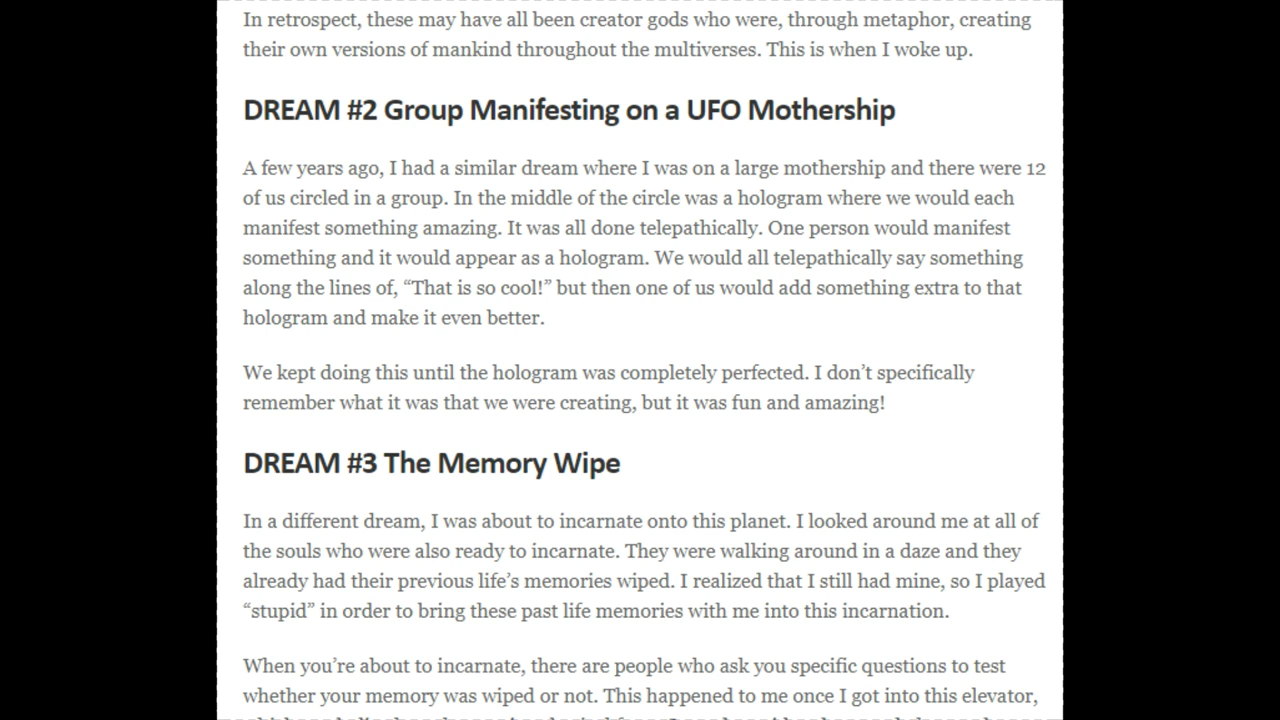 In retrospect, these may have all been creator gods who were, through metaphor, creating
their own versions of mankind throughout the multiverses. This is when I woke up.
DREAM #2 Group Manifesting on a UFO Mothership
A few years ago, I had a similar dream where I was on a large mothership and there were 12
of us circled in a group. In the middle of the circle was a hologram where we would each
manifest something amazing. It was all done telepathically. One person would manifest
something and it would appear as a hologram. We would all telepathically say something
along the lines of, “That is so cool!” but then one of us would add something extra to that
hologram and make it even better.
We kept doing this until the hologram was completely perfected. I don’t specifically
remember what it was that we were creating, but it was fun and amazing!
DREAM #3 The Memory Wipe
In a different dream, I was about to incarnate onto this planet. I looked around me at all of
the souls who were also ready to incarnate. They were walking around in a daze and they
already had their previous life’s memories wiped. I realized that I still had mine, so I played
“stupid” in order to bring these past life memories with me into this incarnation.
When you’re about to incarnate, there are people who ask you specific questions to test
whether your memory was wiped or not. This happened to me once I got into this elevator,